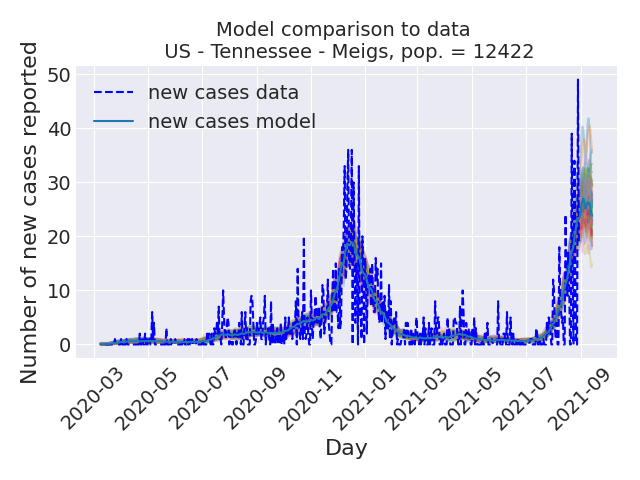 Model comparison to data
US - Tennessee - Meigs, pop. = 12422
Number of new cases reported
50
40
30
20
10
0
new cases data
new cases model
2020-03
2020-05
2020-07
2020-09
2020-11
2021-01
2021-03
2021-05
2021-07
2021-09
Day